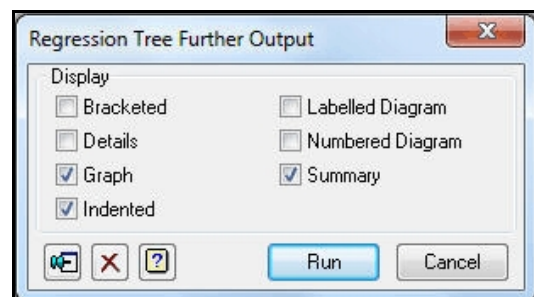 Regression Tree Further Output
Display
Bracketed
Labelled Diagram
Details
Numbered Diagram
Graph
Summary
Indented
Run
Cancel